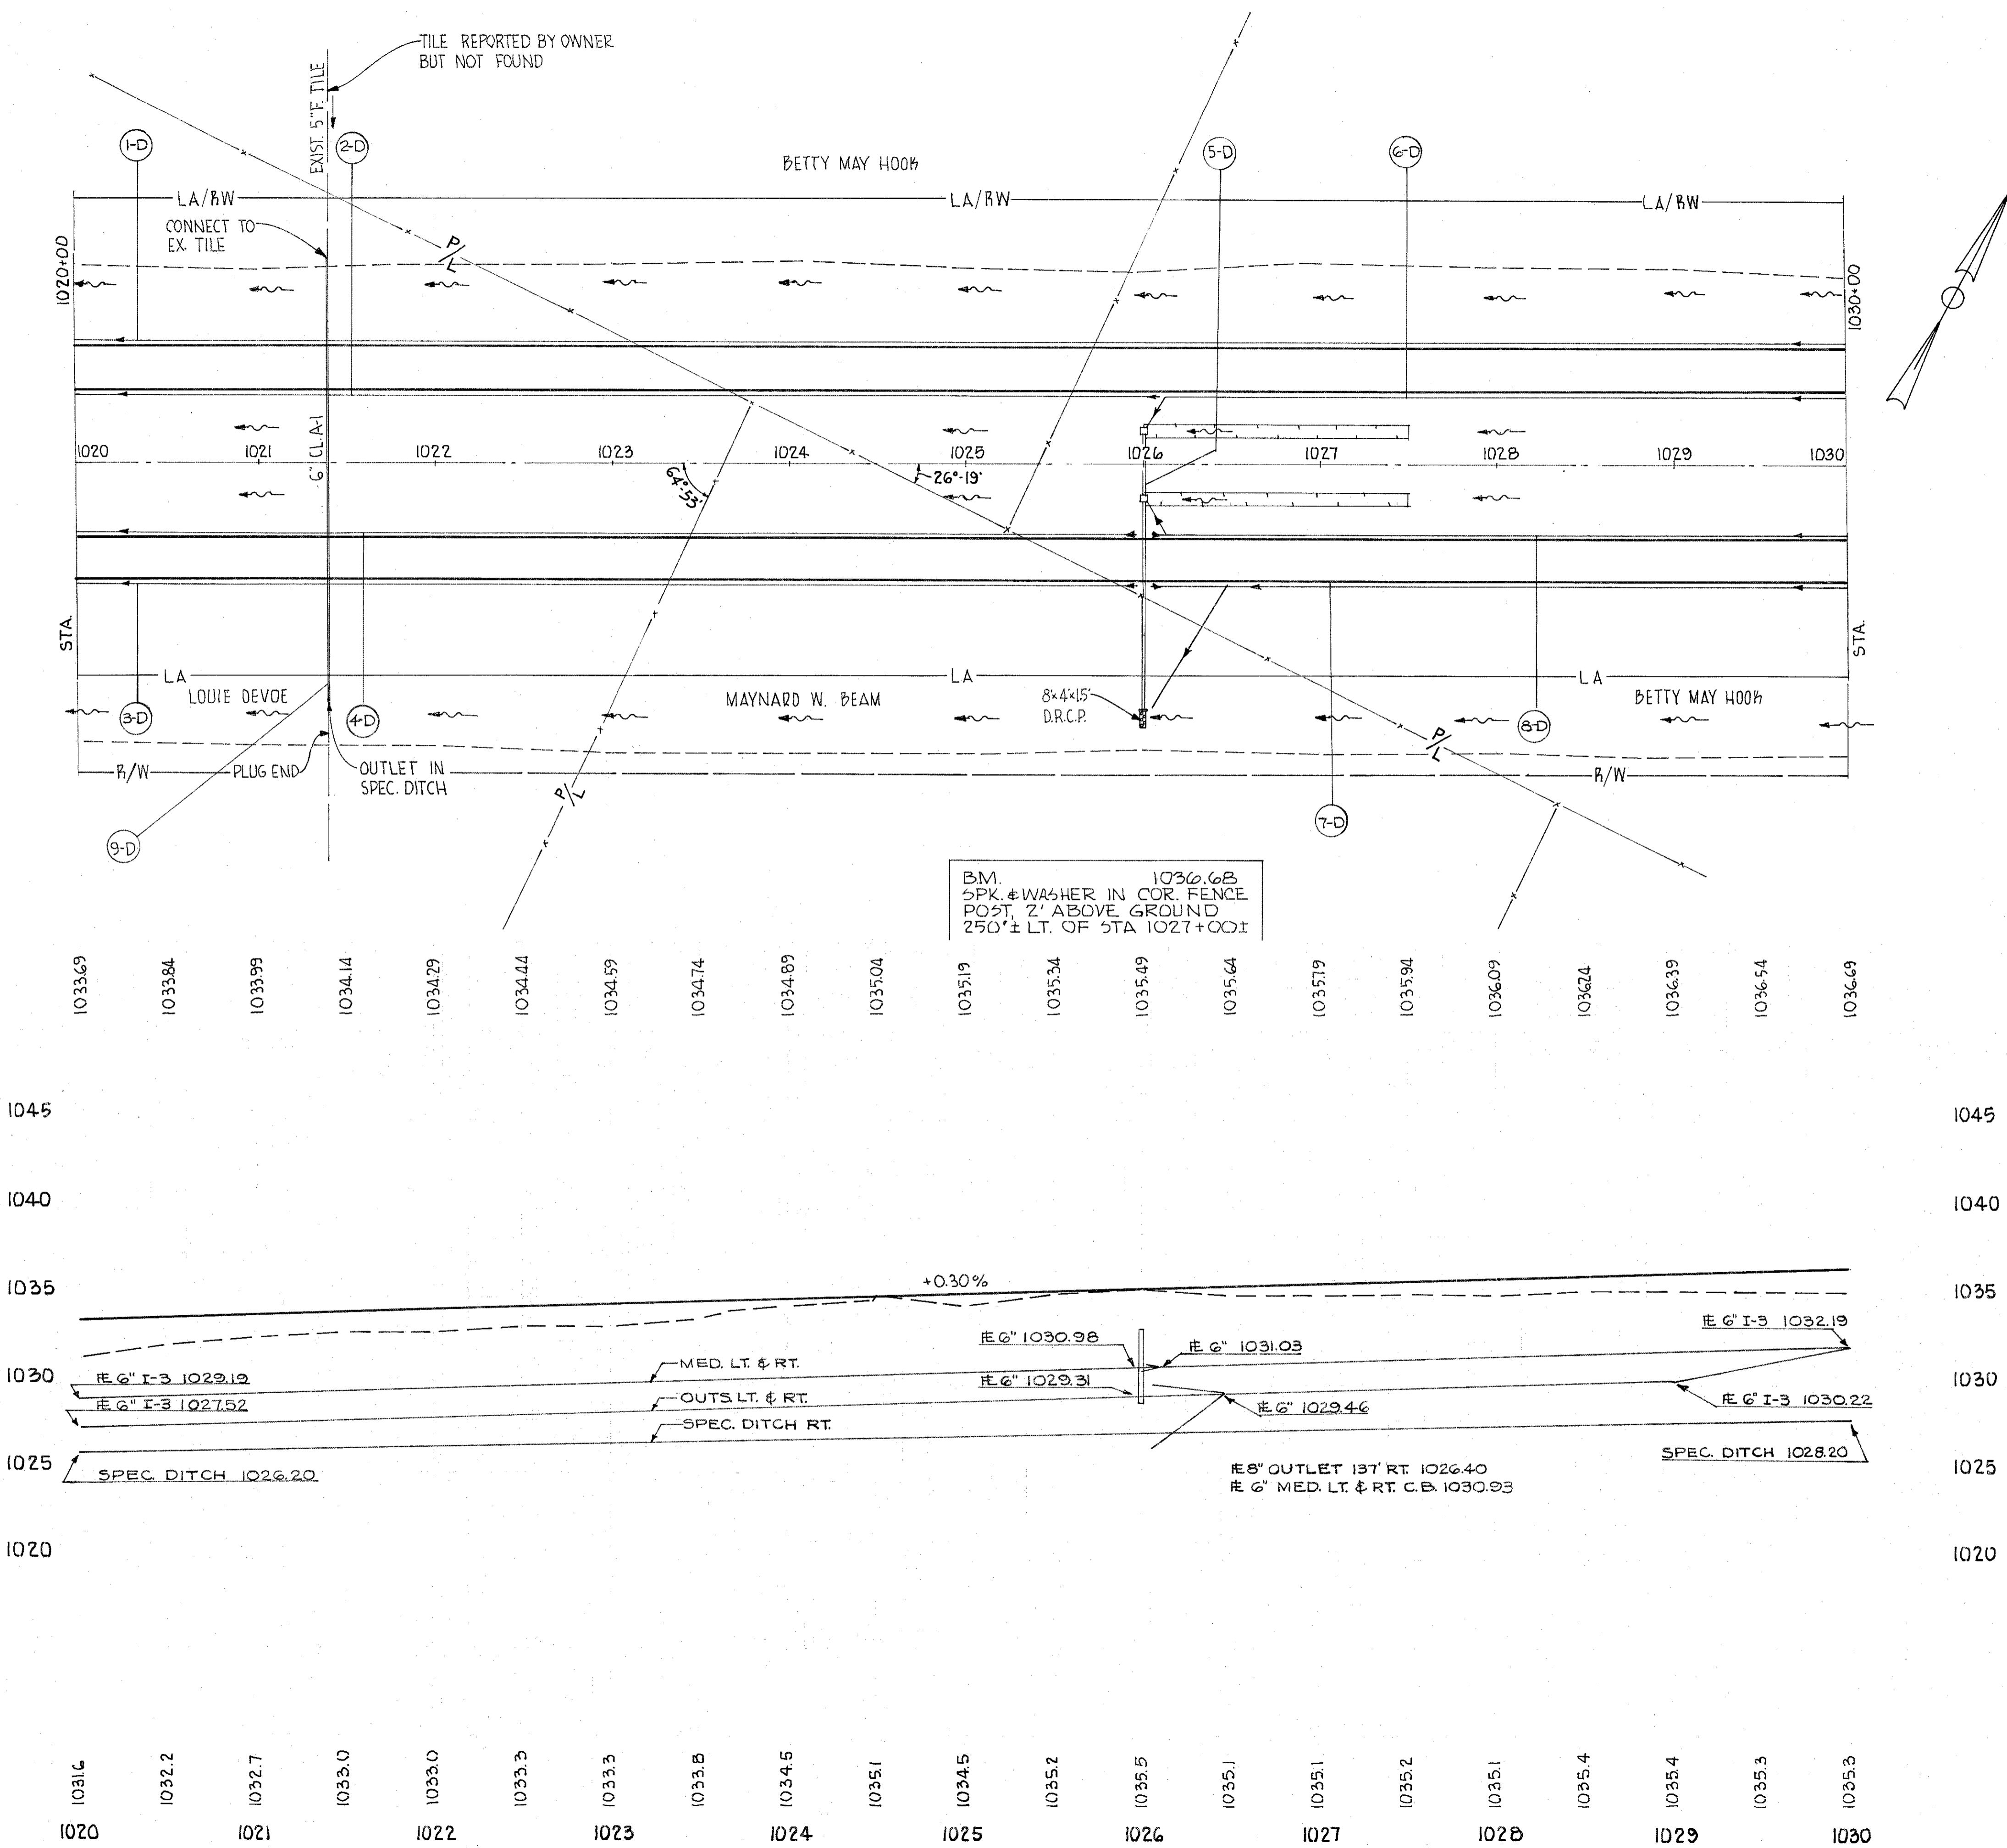 TILE REPORTED BY OWNER
BUT NOT FOUND
EXIST. 5" F. TILE
1-D
2-D
BETTY MAY HOOK
5-D
6-D
LA/RW
LA/RW
LA/RW
CONNECT TO
EX. TILE
P/L
1020+00
1030+00
6" CL. A-1
1020
1021
1022
1023
1024
1025
1026
1027
1028
1029
1030
64°-53'
26°-19'
STA.
STA.
LA
LA
LA
LOUIE DEVOE
MAYNARD W. BEAM
8'x4'x1.5'
D.R.C.P.
BETTY MAY HOOK
3-D
4-D
8-D
P/L
R/W
PLUG END
OUTLET IN
SPEC. DITCH
P/L
R/W
7-D
9-D
B.M. 1036.68
SPK. & WASHER IN COR. FENCE
POST, 2' ABOVE GROUND
250'± LT. OF STA 1027+00±
1033.69
1033.84
1033.99
1034.14
1034.29
1034.44
1034.59
1034.74
1034.89
1035.04
1035.19
1035.34
1035.49
1035.64
1035.79
1035.94
1036.09
1036.24
1036.39
1036.54
1036.69
1045
1045
1040
1040
1035
+0.30%
1035
1030
1030
FE 6" I-3 1029.19
FE 6" I-3 1027.52
MED. LT. & RT.
OUTS. LT. & RT.
SPEC. DITCH RT.
FE 6" 1030.98
FE 6" 1031.03
FE 6" 1029.31
FE 6" 1029.46
FE 6" I-3 1032.19
FE 6" I-3 1030.22
1025
SPEC. DITCH 1026.20
SPEC. DITCH 1028.20
1025
FE 8" OUTLET 137' RT. 1026.40
FE 6" MED. LT. & RT. C.B. 1030.93
1020
1020
1031.6
1032.2
1032.7
1033.0
1033.0
1033.3
1033.3
1033.8
1034.5
1035.1
1034.5
1035.2
1035.5
1035.1
1035.1
1035.2
1035.1
1035.4
1035.4
1035.3
1035.3
1020
1021
1022
1023
1024
1025
1026
1027
1028
1029
1030